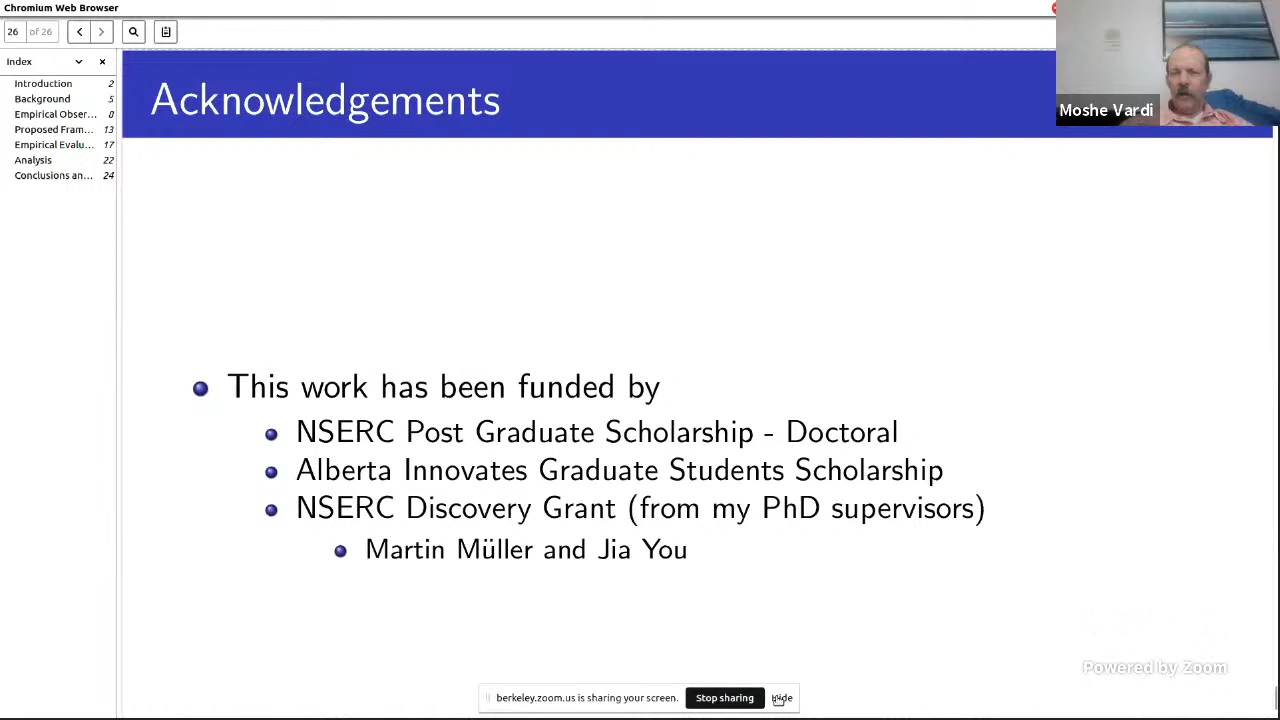 Chromium Web Browser
26 of 26
Index
Introduction 2
Background 5
Empirical Obser... 8
Proposed Fram... 13
Empirical Evalu... 17
Analysis 22
Conclusions an... 24
Acknowledgements
Moshe Vardi
This work has been funded by
NSERC Post Graduate Scholarship - Doctoral
Alberta Innovates Graduate Students Scholarship
NSERC Discovery Grant (from my PhD supervisors)
Martin Müller and Jia You
Powered by Zoom
berkeley.zoom.us is sharing your screen. Stop sharing Hide